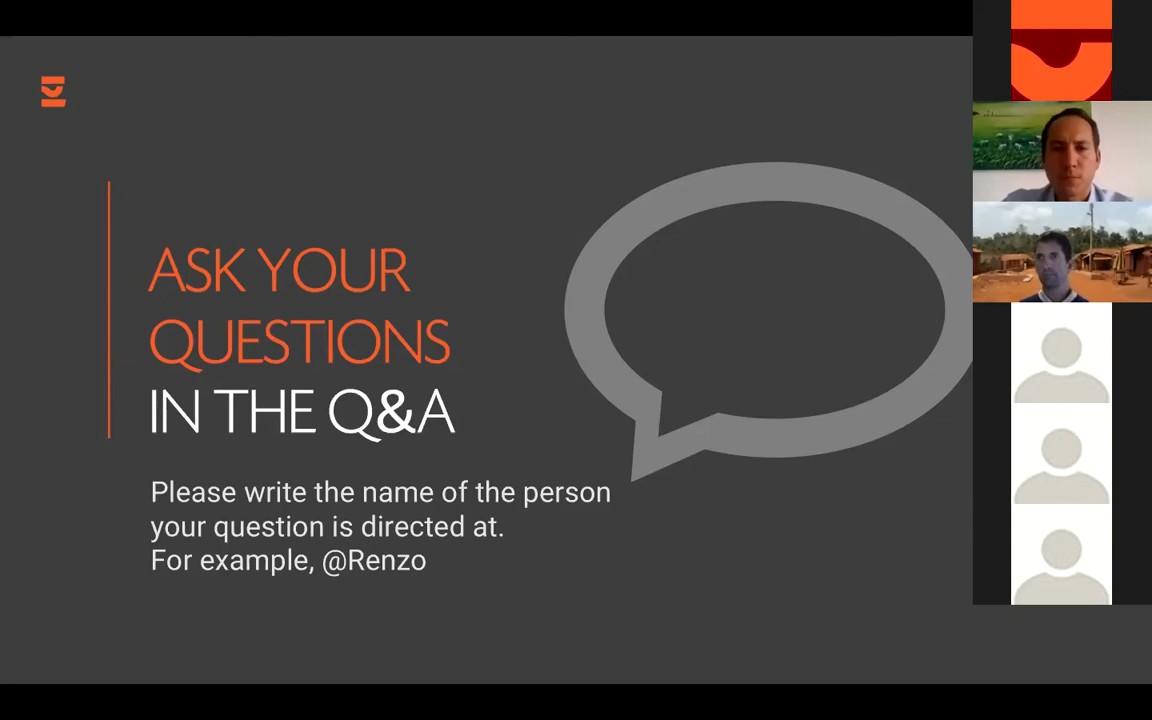 ASK YOUR
QUESTIONS
IN THE Q&A
Please write the name of the person
your question is directed at.
For example, @Renzo